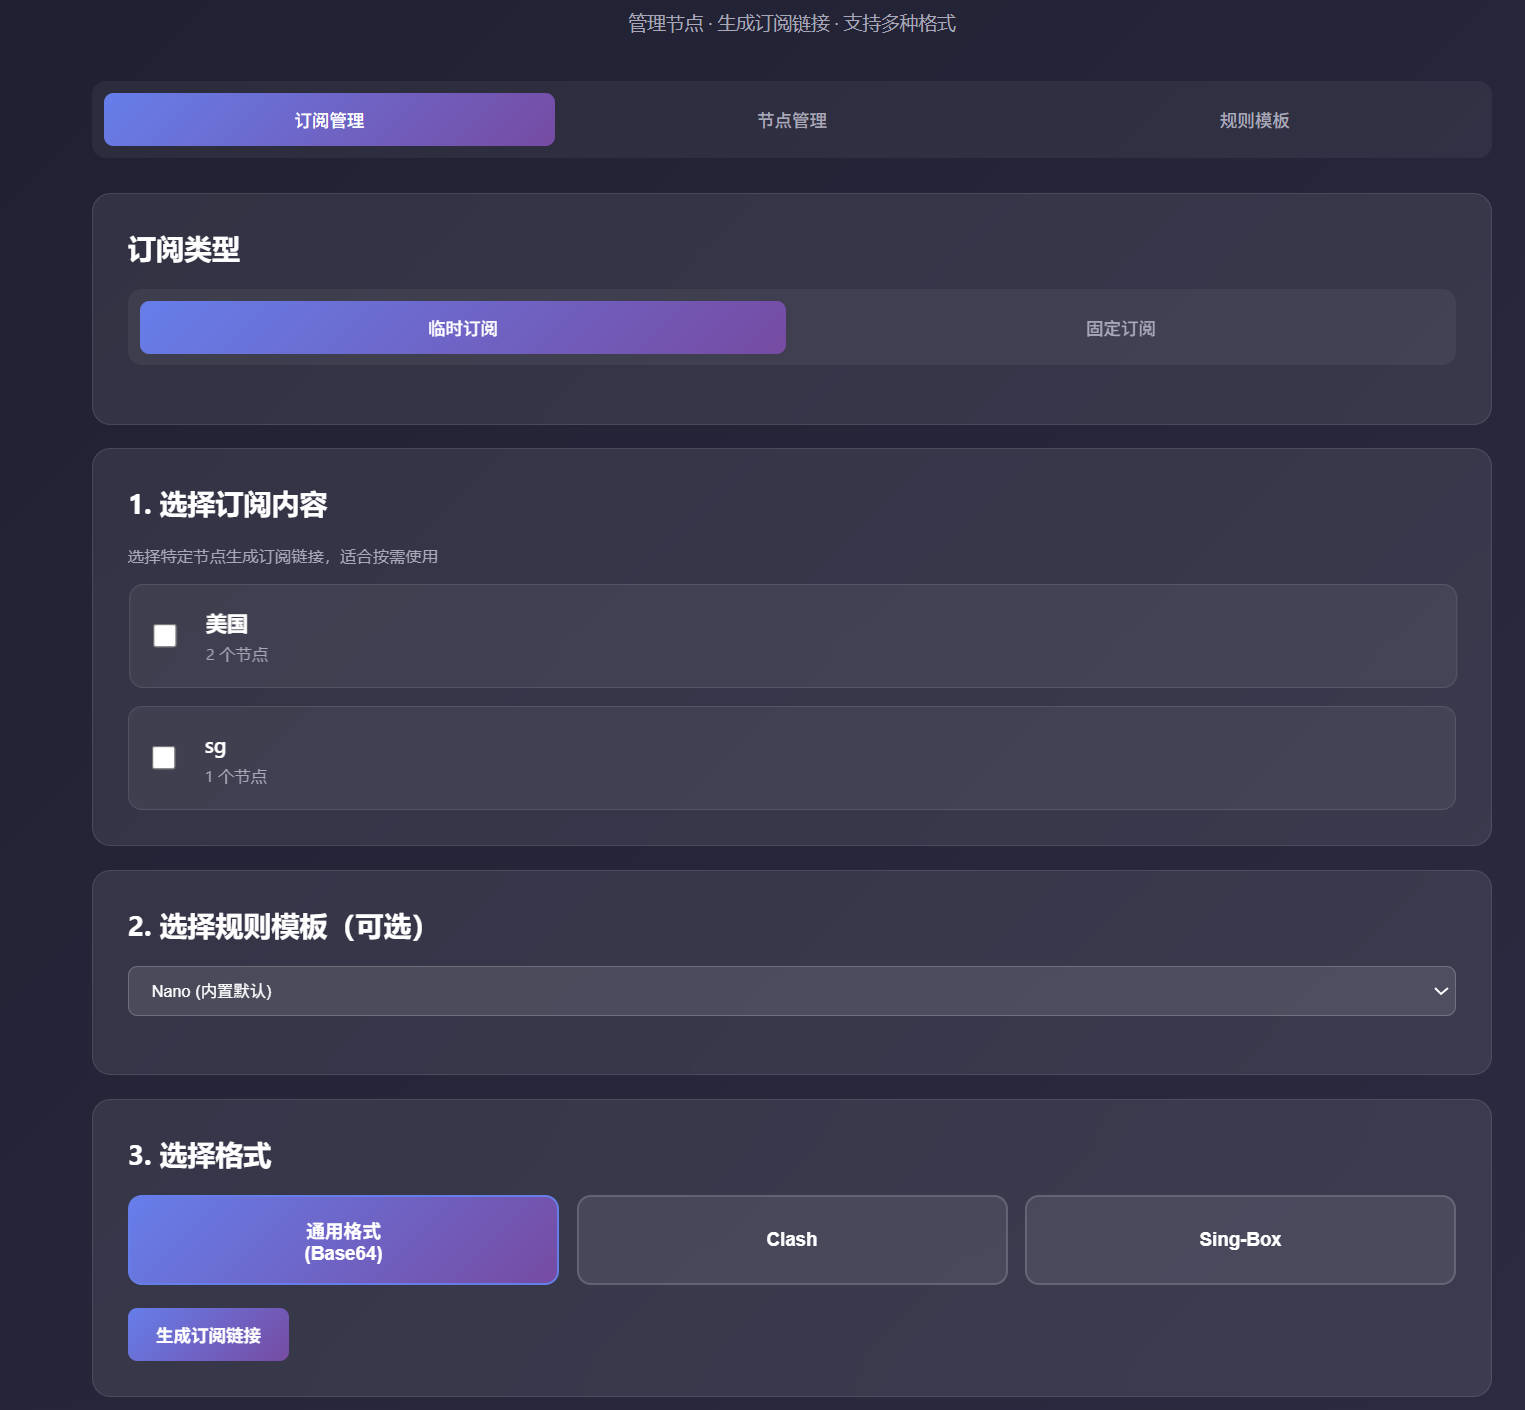 管理节点 · 生成订阅链接 · 支持多种格式
订阅管理
节点管理
规则模板
订阅类型
临时订阅
固定订阅
1. 选择订阅内容
选择特定节点生成订阅链接，适合按需使用
美国
2 个节点
sg
1 个节点
2. 选择规则模板（可选）
Nano (内置默认)
3. 选择格式
通用格式
(Base64)
Clash
Sing-Box
生成订阅链接